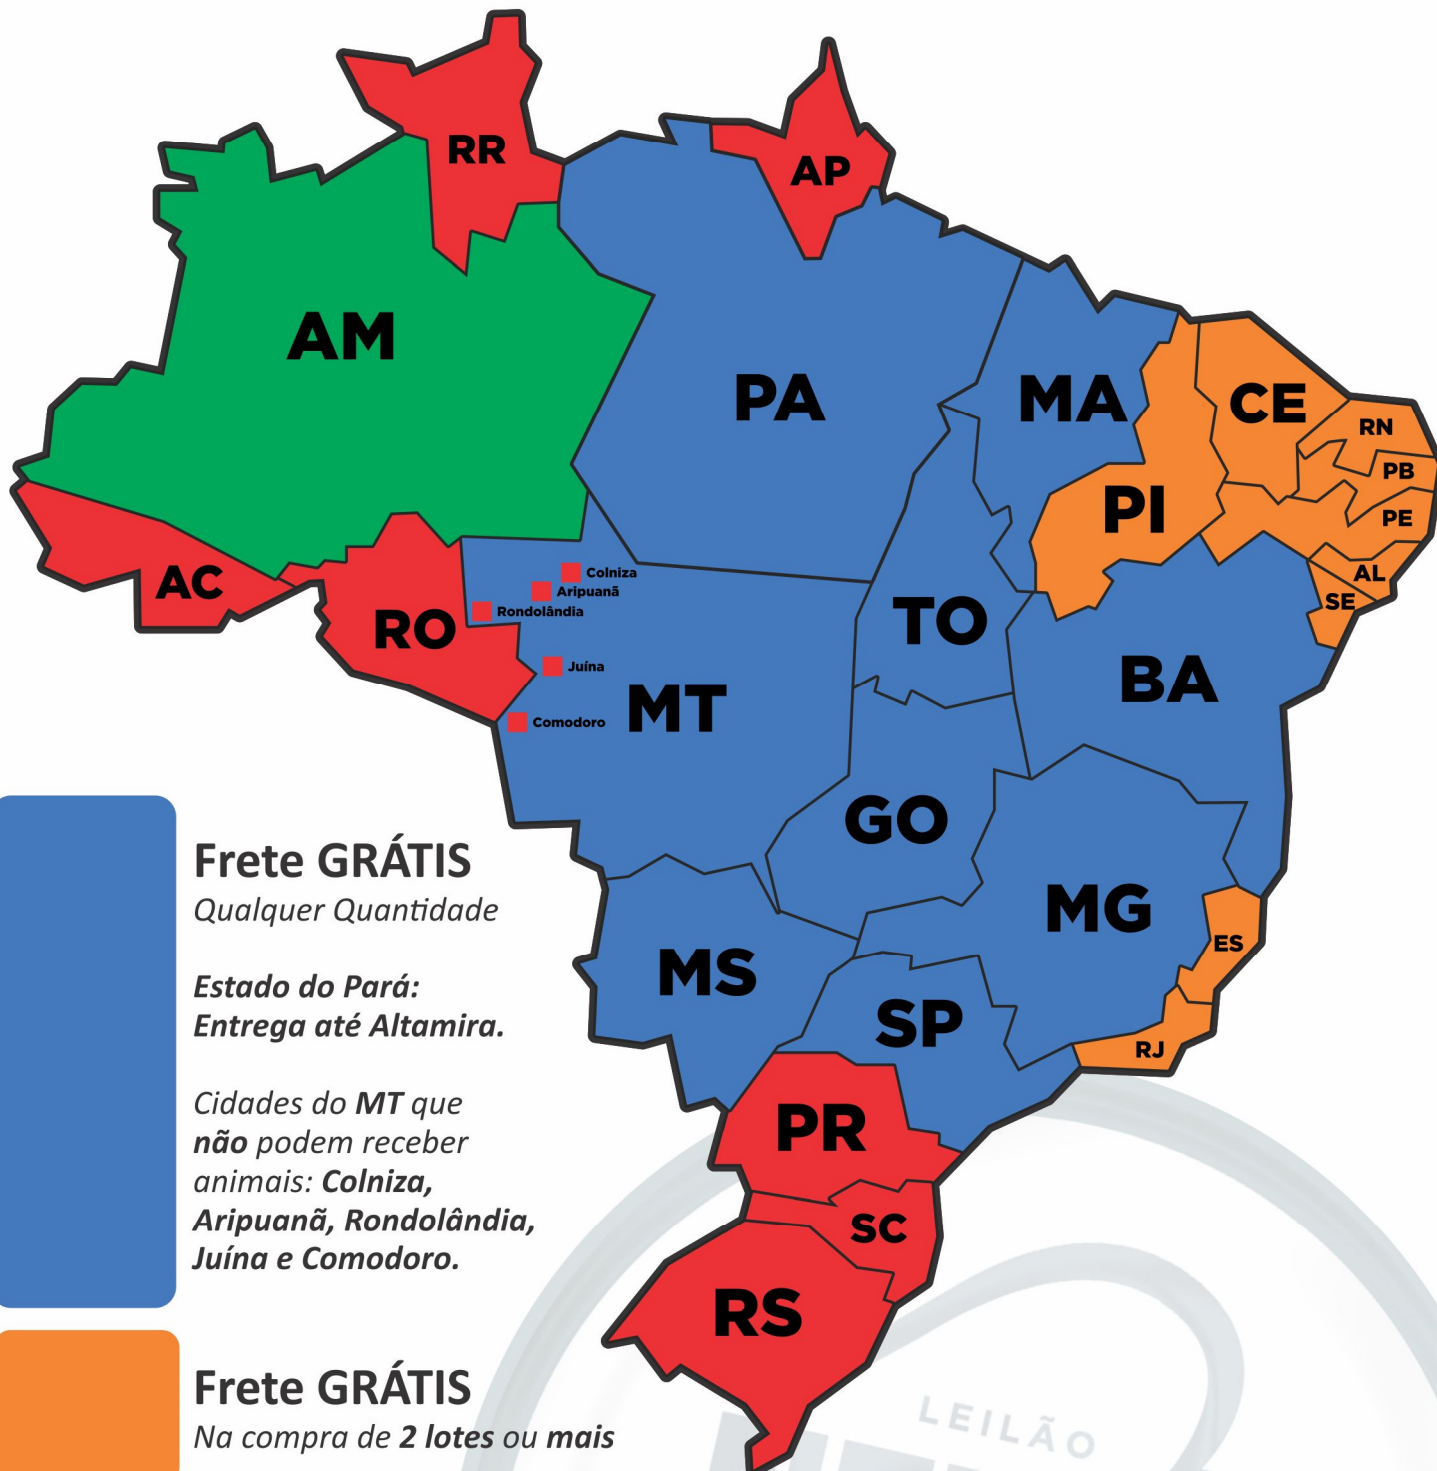 RR
AP
AM
PA
MA
CE
RN
PB
PI
PE
AL
SE
AC
Colniza
Aripuanã
Rondolândia
RO
TO
Juína
BA
MT
Comodoro
GO
Frete GRÁTIS
Qualquer Quantidade
MG
ES
MS
Estado do Pará:
Entrega até Altamira.
SP
RJ
Cidades do MT que
não podem receber
animais: Colniza,
Aripuanã, Rondolândia,
Juína e Comodoro.
PR
SC
RS
Frete GRÁTIS
Na compra de 2 lotes ou mais
LEILÃO